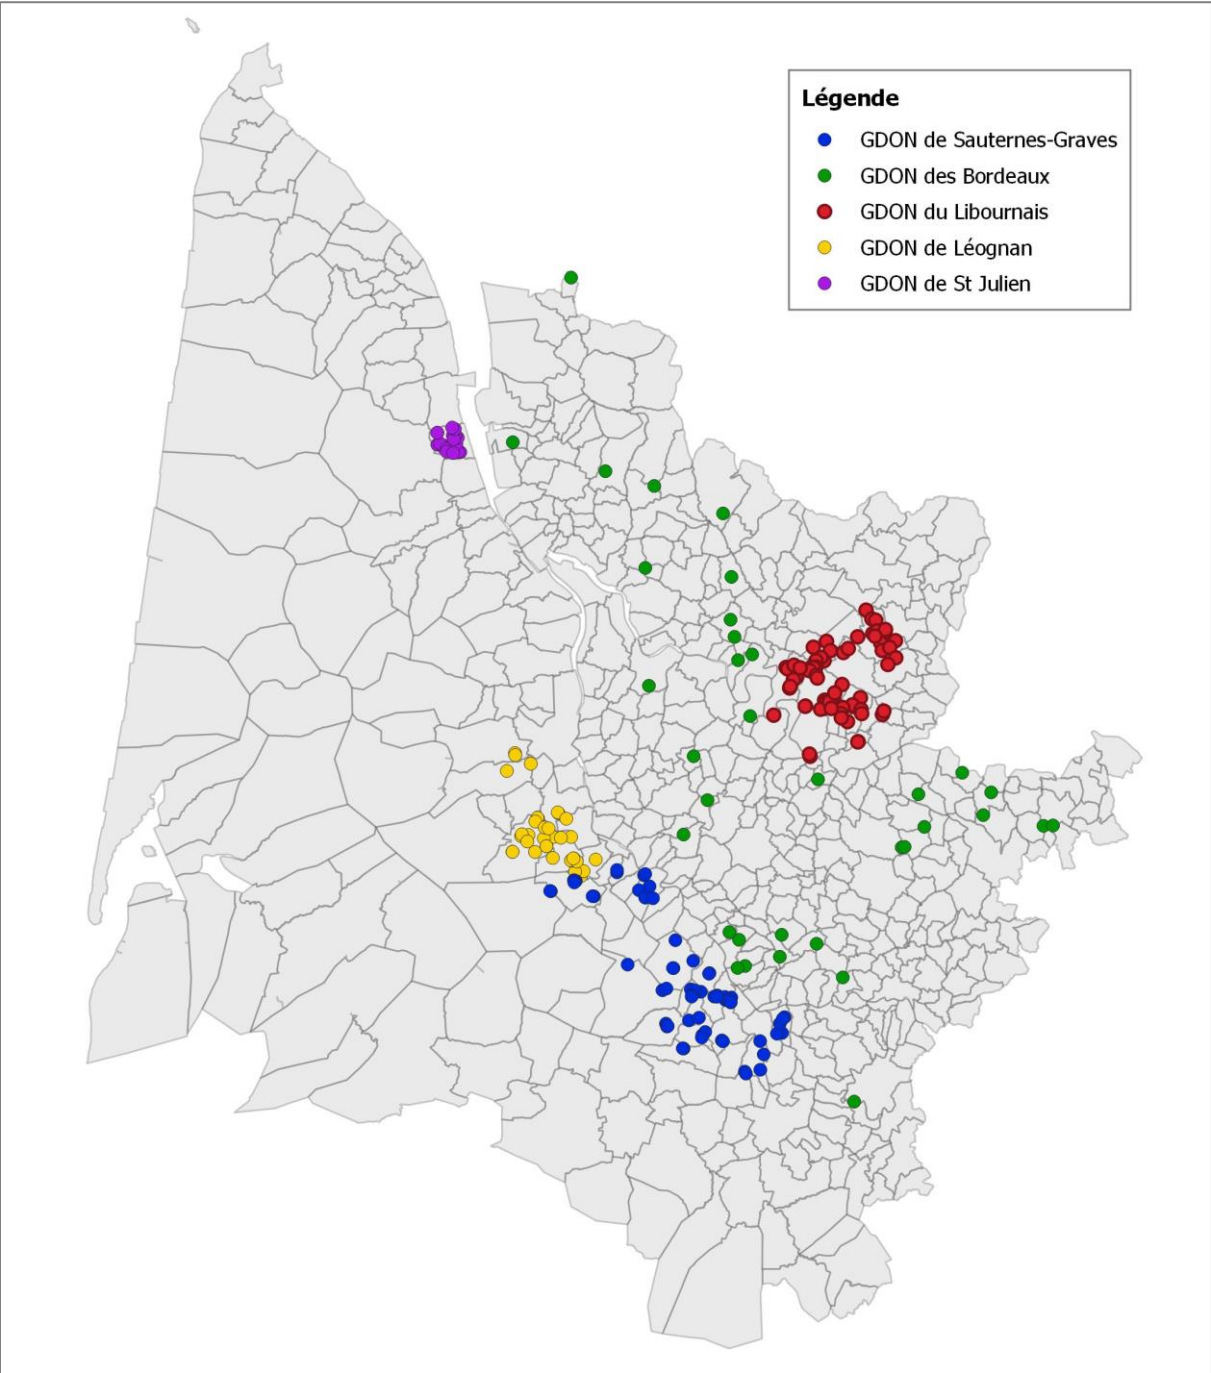 Légende
GDON de Sauternes-Graves
GDON des Bordeaux
GDON du Libournais
GDON de Léognan
GDON de St Julien